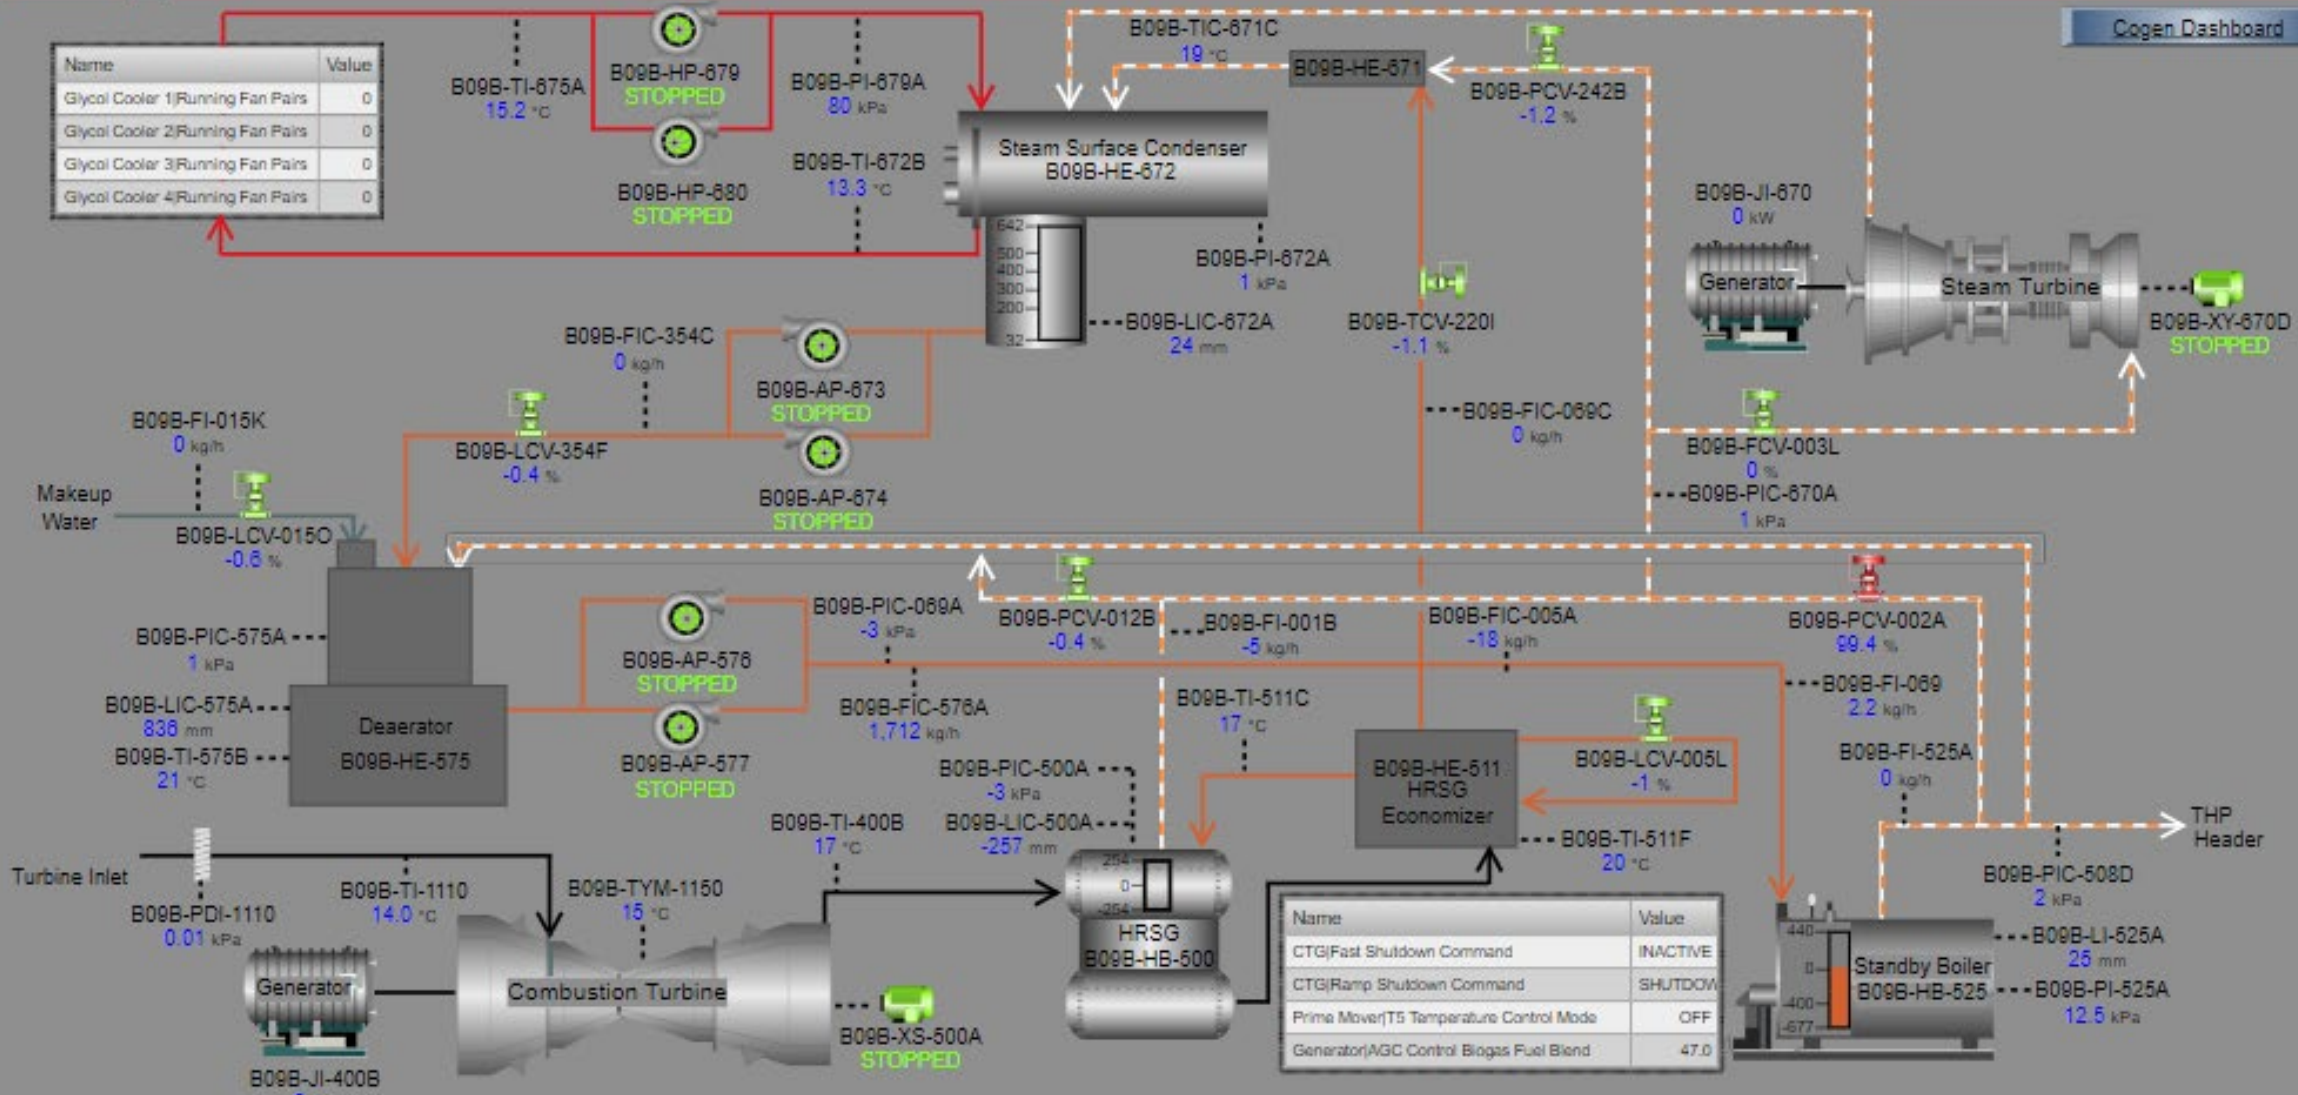 Cogen Dashboard
Name Value
Glycol Cooler 1|Running Fan Pairs 0
Glycol Cooler 2|Running Fan Pairs 0
Glycol Cooler 3|Running Fan Pairs 0
Glycol Cooler 4|Running Fan Pairs 0
B09B-TI-675A
15.2 °C
B09B-HP-679
STOPPED
B09B-HP-680
STOPPED
B09B-PI-679A
80 kPa
B09B-TI-672B
13.3 °C
B09B-TIC-671C
19 °C
B09B-HE-671
B09B-PCV-242B
-1.2 %
Steam Surface Condenser
B09B-HE-672
642
500
400
300
200
32
B09B-PI-672A
1 kPa
B09B-LIC-672A
24 mm
B09B-JI-670
0 kW
Generator
Steam Turbine
B09B-XY-670D
STOPPED
B09B-TCV-220I
-1.1 %
B09B-FIC-069C
0 kg/h
B09B-FCV-003L
0 %
B09B-PIC-670A
1 kPa
B09B-FIC-354C
0 kg/h
B09B-AP-673
STOPPED
B09B-AP-674
STOPPED
B09B-LCV-354F
-0.4 %
B09B-FI-015K
0 kg/h
Makeup
Water
B09B-LCV-015O
-0.6 %
B09B-PIC-575A
1 kPa
B09B-LIC-575A
836 mm
B09B-TI-575B
21 °C
Deaerator
B09B-HE-575
B09B-AP-576
STOPPED
B09B-AP-577
STOPPED
B09B-PIC-069A
-3 kPa
B09B-FIC-576A
1,712 kg/h
B09B-PCV-012B
-0.4 %
B09B-FI-001B
-5 kg/h
B09B-FIC-005A
-18 kg/h
B09B-PCV-002A
99.4 %
B09B-FI-069
2.2 kg/h
B09B-FI-525A
0 kg/h
B09B-TI-511C
17 °C
B09B-HE-511
HRSG
Economizer
B09B-LCV-005L
-1 %
B09B-TI-511F
20 °C
B09B-PIC-500A
-3 kPa
B09B-LIC-500A
-257 mm
254
0
-254
HRSG
B09B-HB-500
B09B-TI-400B
17 °C
Turbine Inlet
B09B-PDI-1110
0.01 kPa
B09B-TI-1110
14.0 °C
B09B-TYM-1150
15 °C
Generator
Combustion Turbine
B09B-XS-500A
STOPPED
B09B-JI-400B
Name Value
CTG|Fast Shutdown Command INACTIVE
CTG|Ramp Shutdown Command SHUTDOW
Prime Mover|T5 Temperature Control Mode OFF
Generator|AGC Control Biogas Fuel Blend 47.0
THP
Header
B09B-PIC-508D
2 kPa
440
0
-400
-677
Standby Boiler
B09B-HB-525
B09B-LI-525A
25 mm
B09B-PI-525A
12.5 kPa